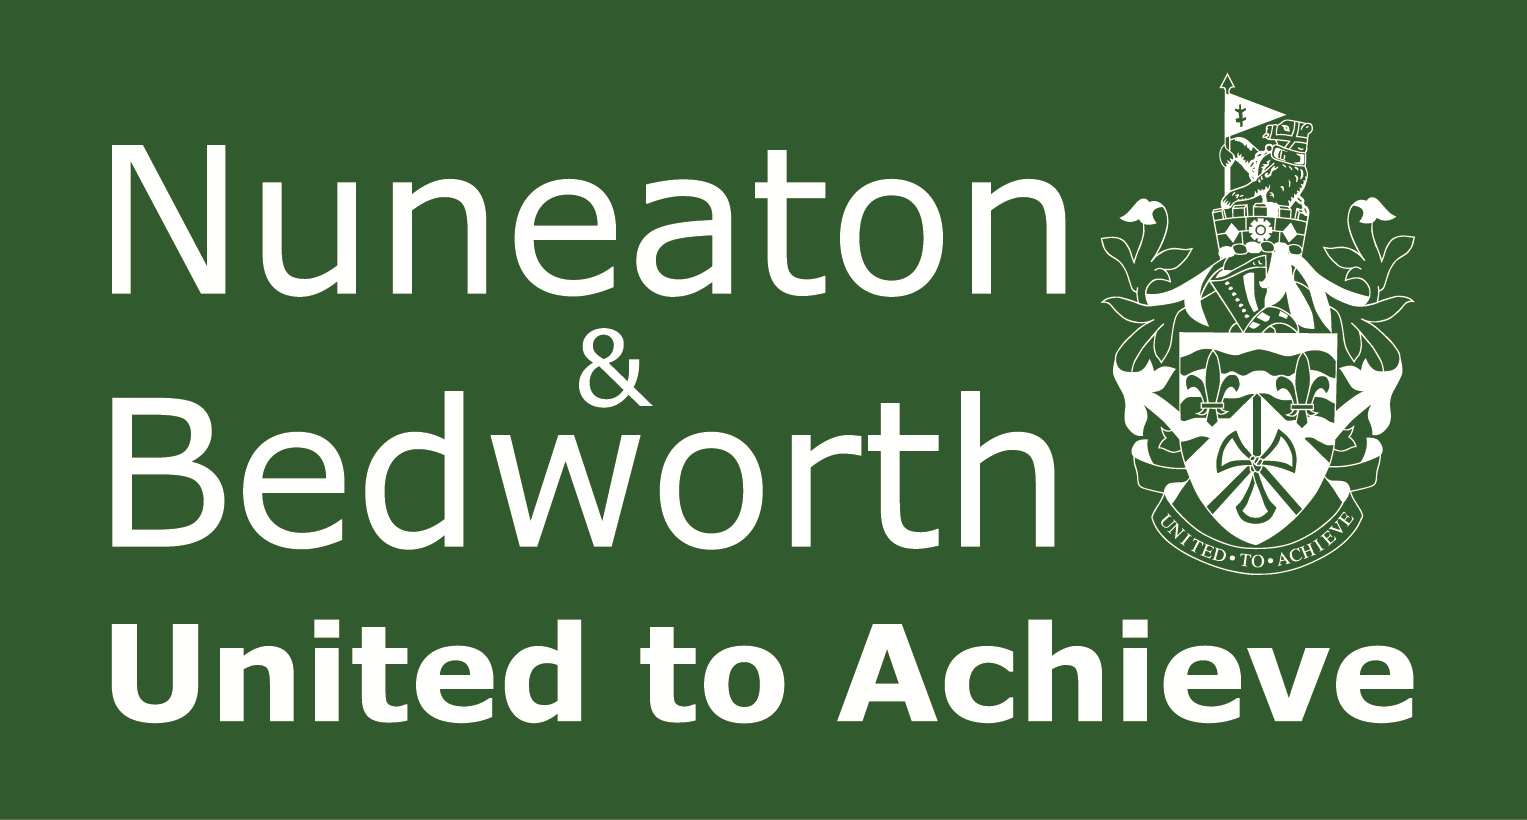 Nuneaton
&
Bedworth
UNITED • TO • ACHIEVE
United to Achieve